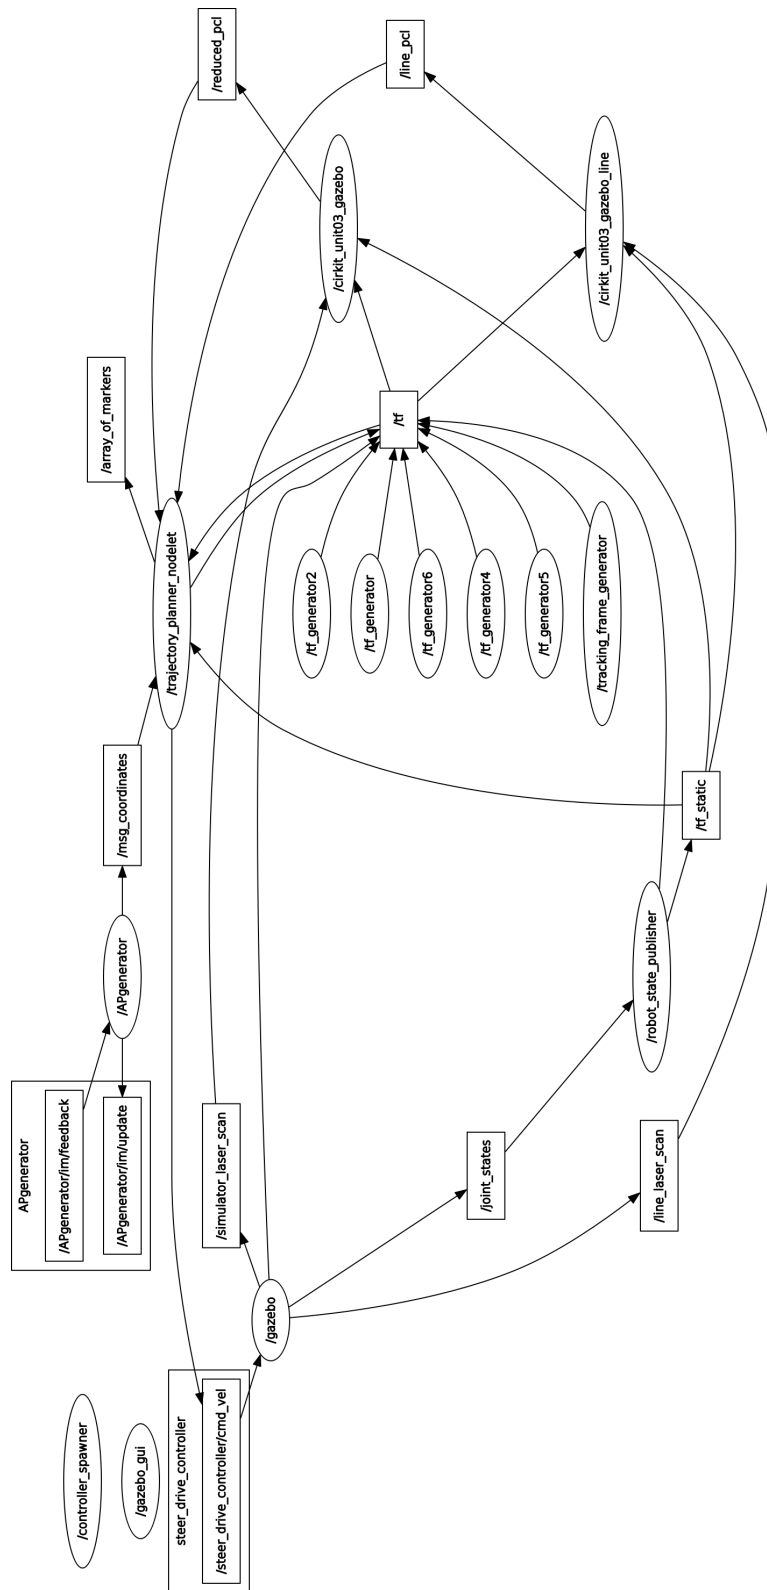 /controller_spawner
/gazebo_gui
steer_drive_controller
/steer_drive_controller/cmd_vel
/gazebo
APgenerator
/APgenerator/im/feedback
/APgenerator/im/update
/simulator_laser_scan
/joint_states
/line_laser_scan
/APgenerator
/robot_state_publisher
/msg_coordinates
/tf_static
/trajectory_planner_nodelet
/tf_generator2
/tf_generator
/tf_generator6
/tf_generator4
/tf_generator5
/tracking_frame_generator
/array_of_markers
/tf
/cirkit_unit03_gazebo
/cirkit_unit03_gazebo_line
/reduced_pcl
/line_pcl